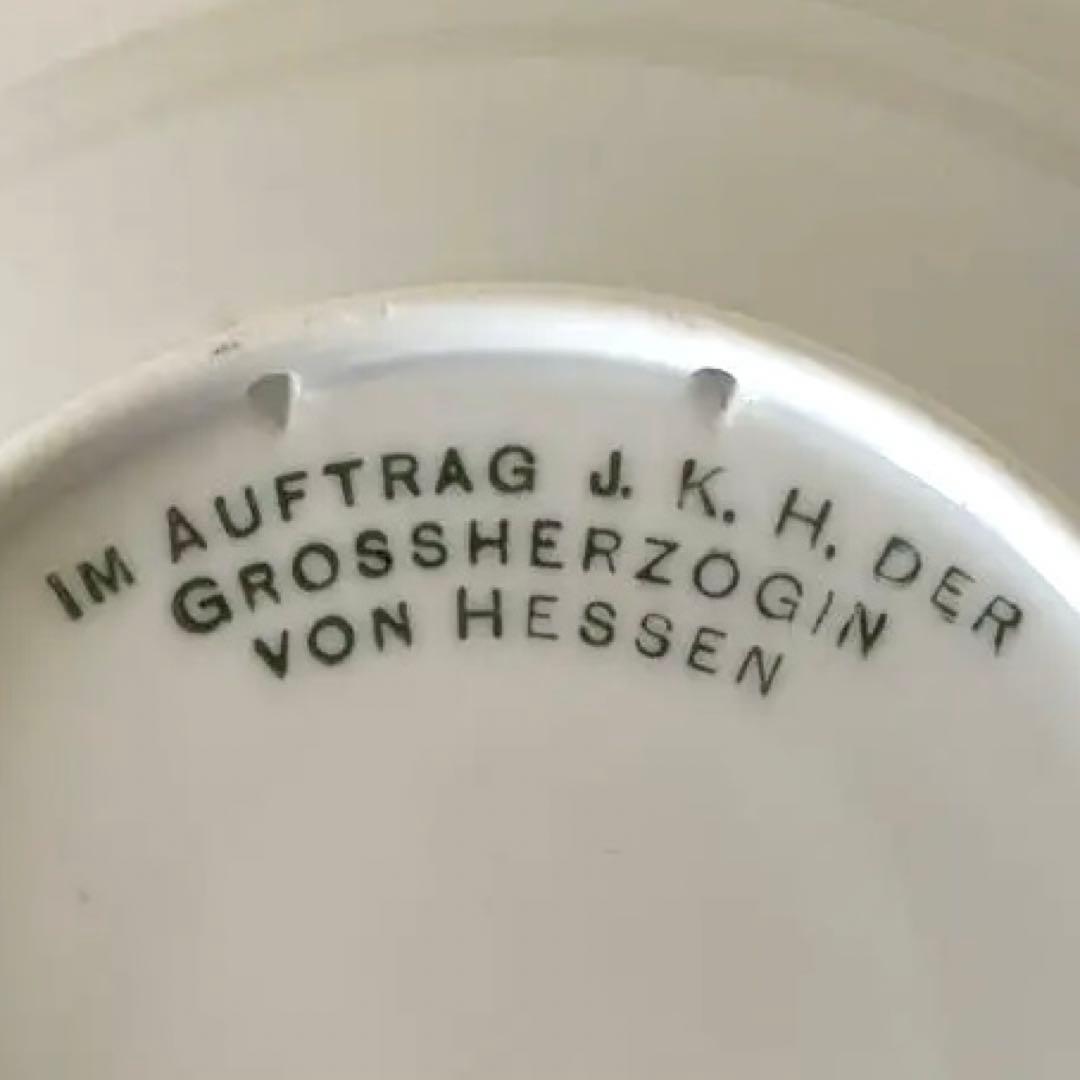 IM AUFTRAG J. K. H. DER
GROSSHERZOGIN
VON HESSEN